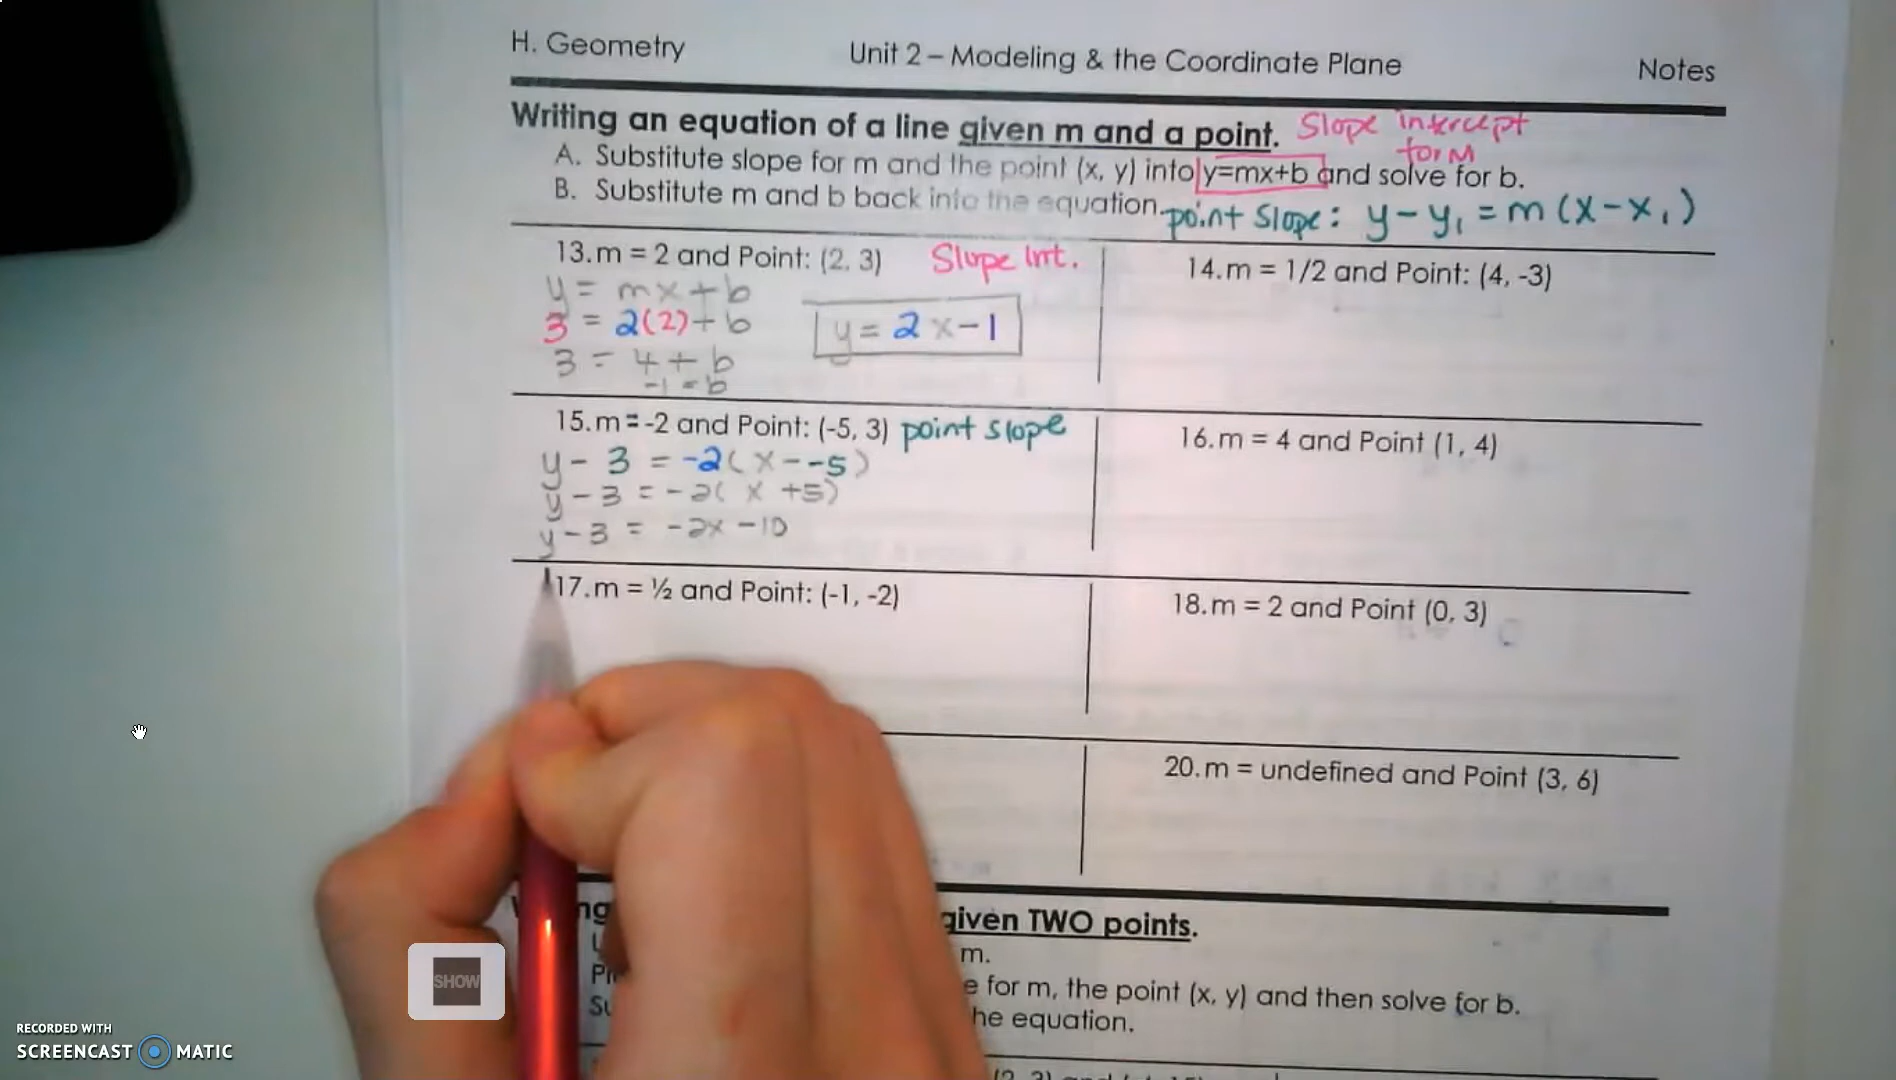 H. Geometry Unit 2 – Modeling & the Coordinate Plane Notes
Writing an equation of a line given m and a point. Slope intercept form
A. Substitute slope for m and the point (x, y) into y=mx+b and solve for b.
B. Substitute m and b back into the equation.
point slope: y - y₁ = m (x - x₁)
13. m = 2 and Point: (2, 3) Slope Int.
y = mx + b
3 = 2(2) + b
3 = 4 + b
-1 = b
y = 2x - 1
14. m = 1/2 and Point: (4, -3)
15. m = -2 and Point: (-5, 3) point slope
y - 3 = -2( x - -5)
y - 3 = -2( x +5)
y - 3 = -2x - 10
16. m = 4 and Point (1, 4)
17. m = ½ and Point: (-1, -2)
18. m = 2 and Point (0, 3)
20. m = undefined and Point (3, 6)
given TWO points.
m.
for m, the point (x, y) and then solve for b.
equation.
SHOW
RECORDED WITH
SCREENCAST MATIC